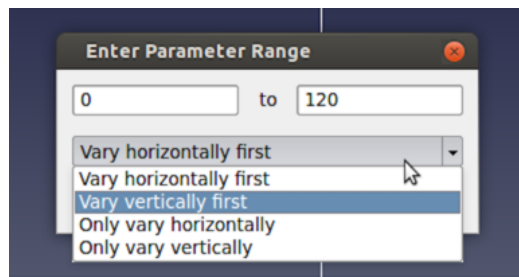 Enter Parameter Range
0 to 120
Vary horizontally first
Vary horizontally first
Vary vertically first
Only vary horizontally
Only vary vertically